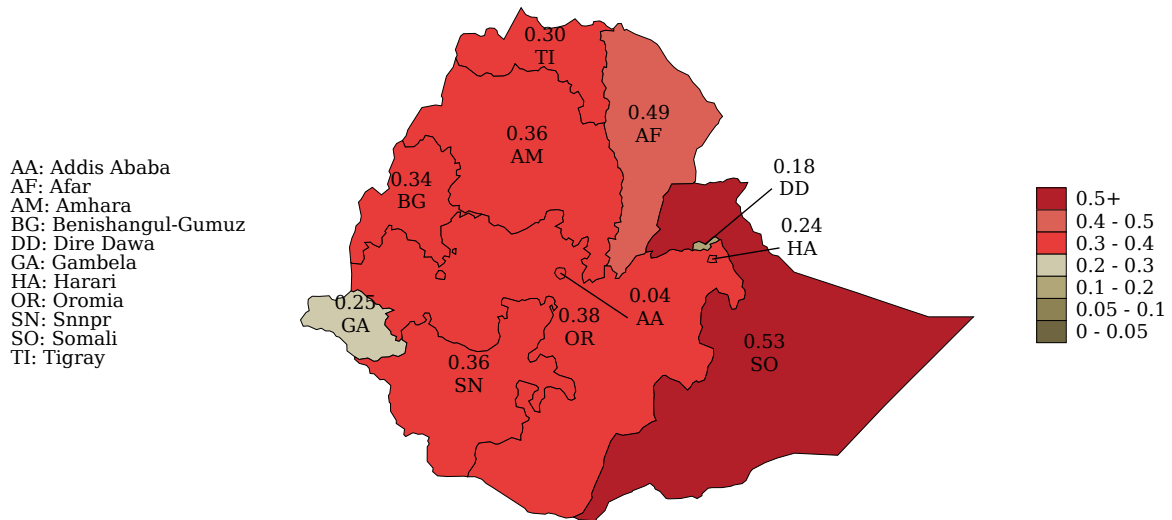 0.30
TI
0.49
AF
0.36
AM
0.18
DD
0.34
BG
0.24
HA
0.25
GA
0.04
AA
0.38
OR
0.53
SO
0.36
SN
AA: Addis Ababa
AF: Afar
AM: Amhara
BG: Benishangul-Gumuz
DD: Dire Dawa
GA: Gambela
HA: Harari
OR: Oromia
SN: Snnpr
SO: Somali
TI: Tigray
0.5+
0.4 - 0.5
0.3 - 0.4
0.2 - 0.3
0.1 - 0.2
0.05 - 0.1
0 - 0.05